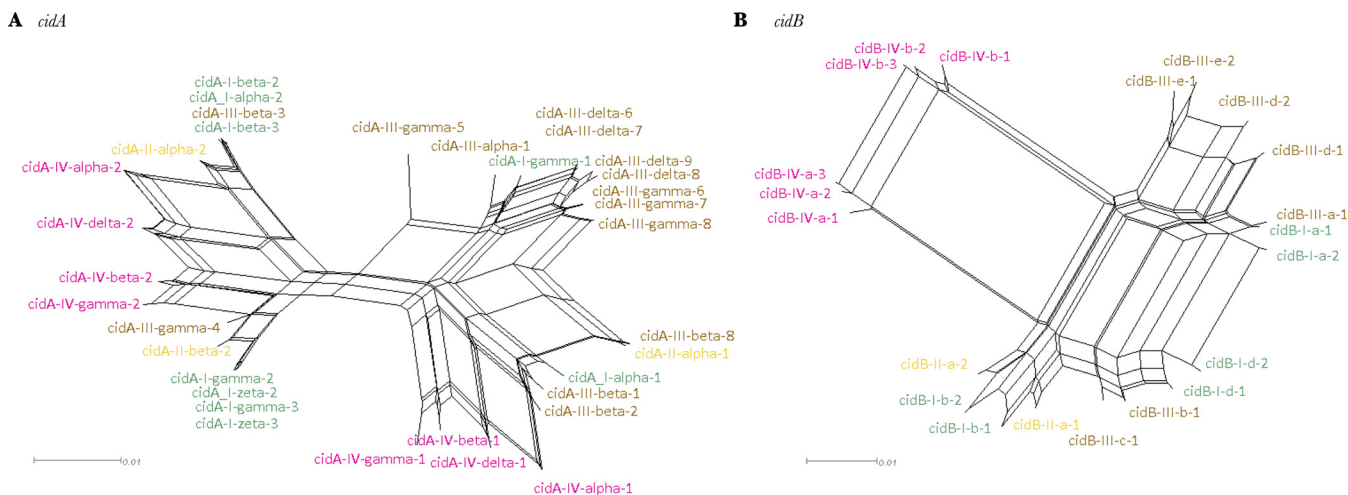 A cidA
cidA-I-beta-2
cidA_I-alpha-2
cidA-III-beta-3
cidA-I-beta-3
cidA-II-alpha-2
cidA-IV-alpha-2
cidA-IV-delta-2
cidA-IV-beta-2
cidA-IV-gamma-2
cidA-III-gamma-4
cidA-II-beta-2
cidA-I-gamma-2
cidA_I-zeta-2
cidA-I-gamma-3
cidA-I-zeta-3
0.01
cidA-III-gamma-5
cidA-III-delta-6
cidA-III-delta-7
cidA-III-alpha-1
cidA-I-gamma-1
cidA-III-delta-9
cidA-III-delta-8
cidA-III-gamma-6
cidA-III-gamma-7
cidA-III-gamma-8
cidA-III-beta-8
cidA-II-alpha-1
cidA_I-alpha-1
cidA-III-beta-1
cidA-III-beta-2
cidA-IV-beta-1
cidA-IV-gamma-1
cidA-IV-delta-1
cidA-IV-alpha-1
B cidB
cidB-IV-b-2
cidB-IV-b-1
cidB-IV-b-3
cidB-IV-a-3
cidB-IV-a-2
cidB-IV-a-1
cidB-III-e-2
cidB-III-e-1
cidB-III-d-2
cidB-III-d-1
cidB-III-a-1
cidB-I-a-1
cidB-I-a-2
cidB-II-a-2
cidB-I-b-2
cidB-I-b-1
cidB-II-a-1
cidB-I-d-2
cidB-I-d-1
cidB-III-b-1
cidB-III-c-1
0.01